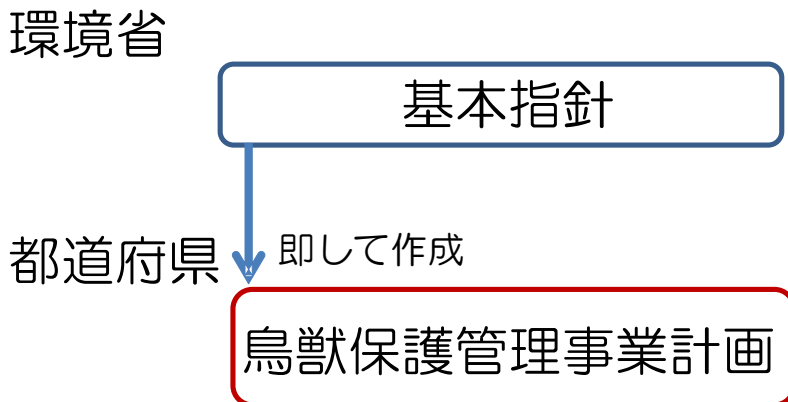 環境省
基本指針
都道府県
即して作成
鳥獣保護管理事業計画